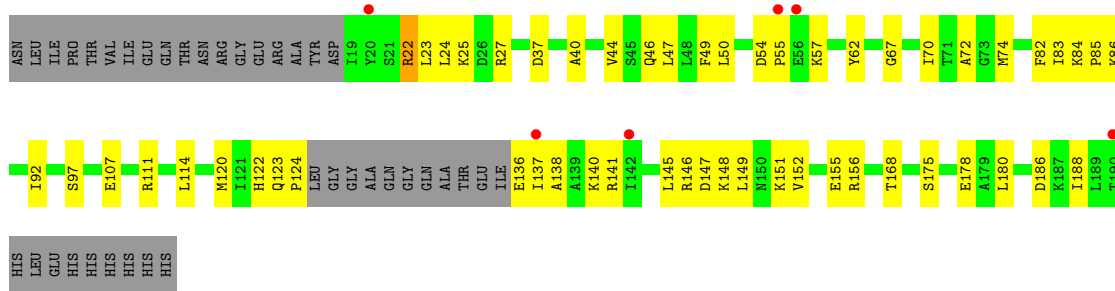 ASN LEU ILE PRO THR VAL ILE GLU GLN THR ASN ARG GLY GLU ARG ALA TYR ASP I19 Y20 S21 R22 L23 L24 K25 D26 R27 D37 A40 V44 S45 Q46 L47 L48 F49 L50 D54 P55 E56 K57 Y62 G67 I70 T71 A72 G73 M74 F82 I83 K84 P85 K86
I92 S97 E107 R111 L114 M120 I121 H122 Q123 P124 LEU GLY GLY ALA GLN GLY GLN ALA THR GLU ILE E136 I137 A138 A139 K140 R141 I142 L145 R146 D147 K148 L149 N150 K151 V152 E155 R156 T168 S175 E178 A179 L180 D186 K187 I188 L189 T190
HIS LEU GLU HIS HIS HIS HIS HIS HIS